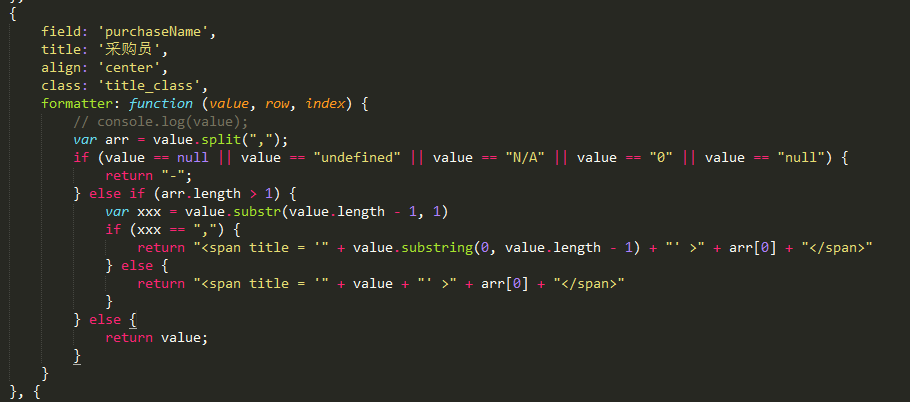 {
field: 'purchaseName',
title: '采购员',
align: 'center',
class: 'title_class',
formatter: function (value, row, index) {
// console.log(value);
var arr = value.split(",");
if (value == null || value == "undefined" || value == "N/A" || value == "0" || value == "null") {
return "-";
} else if (arr.length > 1) {
var xxx = value.substr(value.length - 1, 1)
if (xxx == ",") {
return "<span title = '" + value.substring(0, value.length - 1) + "' >" + arr[0] + "</span>"
} else {
return "<span title = '" + value + "' >" + arr[0] + "</span>"
}
} else {
return value;
}
}
}, {